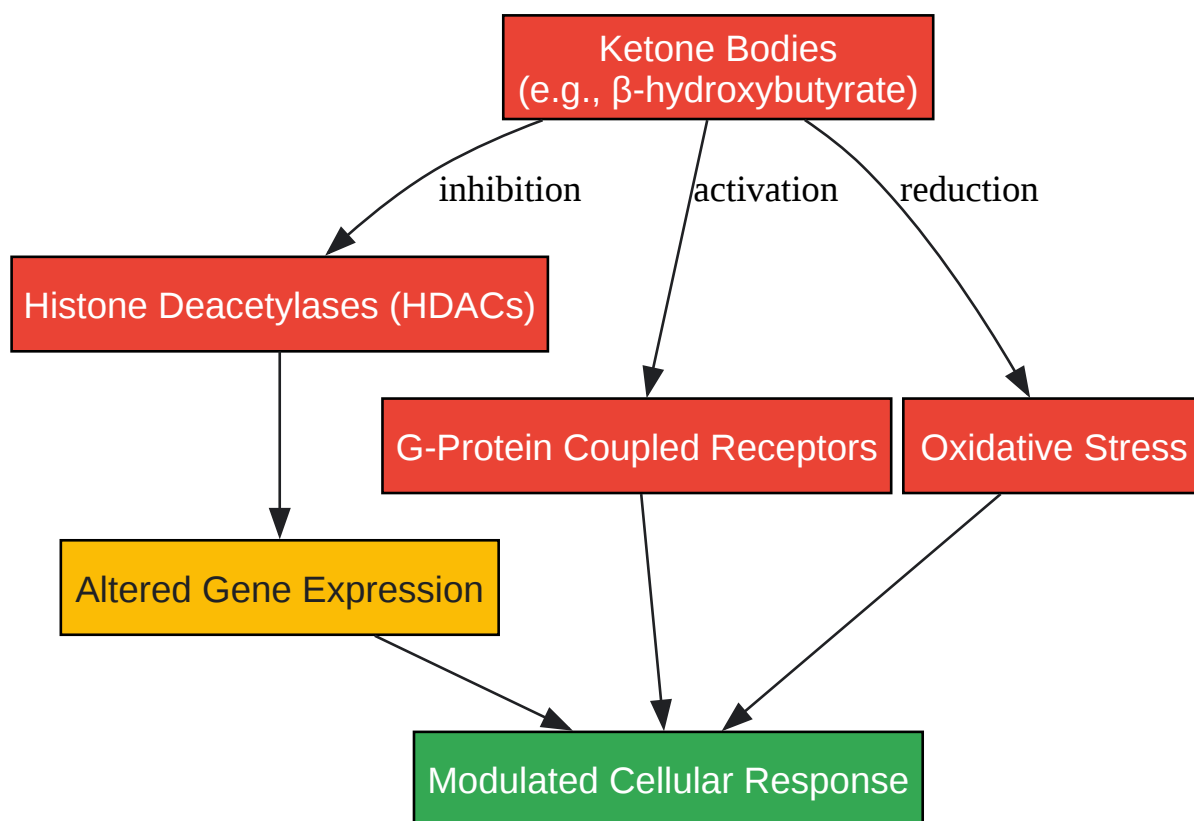 Ketone Bodies
(e.g., β-hydroxybutyrate)
inhibition
activation
reduction
Histone Deacetylases (HDACs)
G-Protein Coupled Receptors
Oxidative Stress
Altered Gene Expression
Modulated Cellular Response